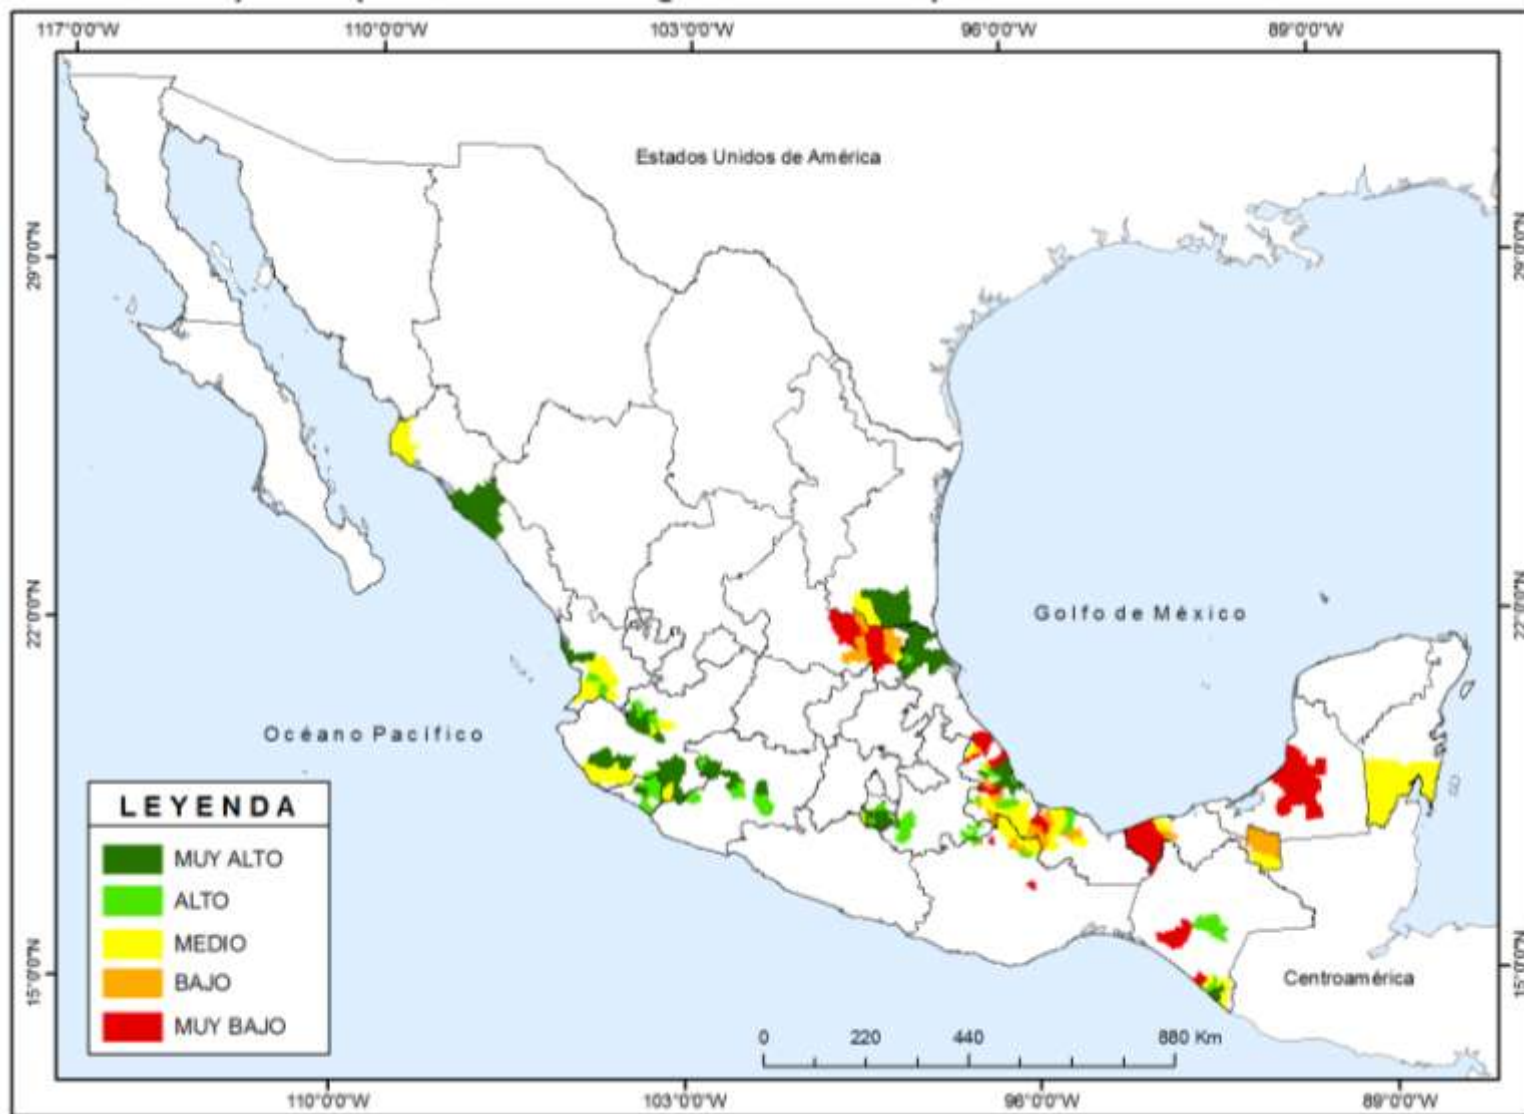 117°0'0"W 110°0'0"W 103°0'0"W 96°0'0"W 89°0'0"W
Estados Unidos de América
29°0'0"N 29°0'0"N
22°0'0"N 22°0'0"N
Golfo de México
Océano Pacífico
LEYENDA
MUY ALTO
ALTO
MEDIO
BAJO
MUY BAJO
15°0'0"N 15°0'0"N
Centroamérica
0 220 440 880 Km
110°0'0"W 103°0'0"W 96°0'0"W 89°0'0"W